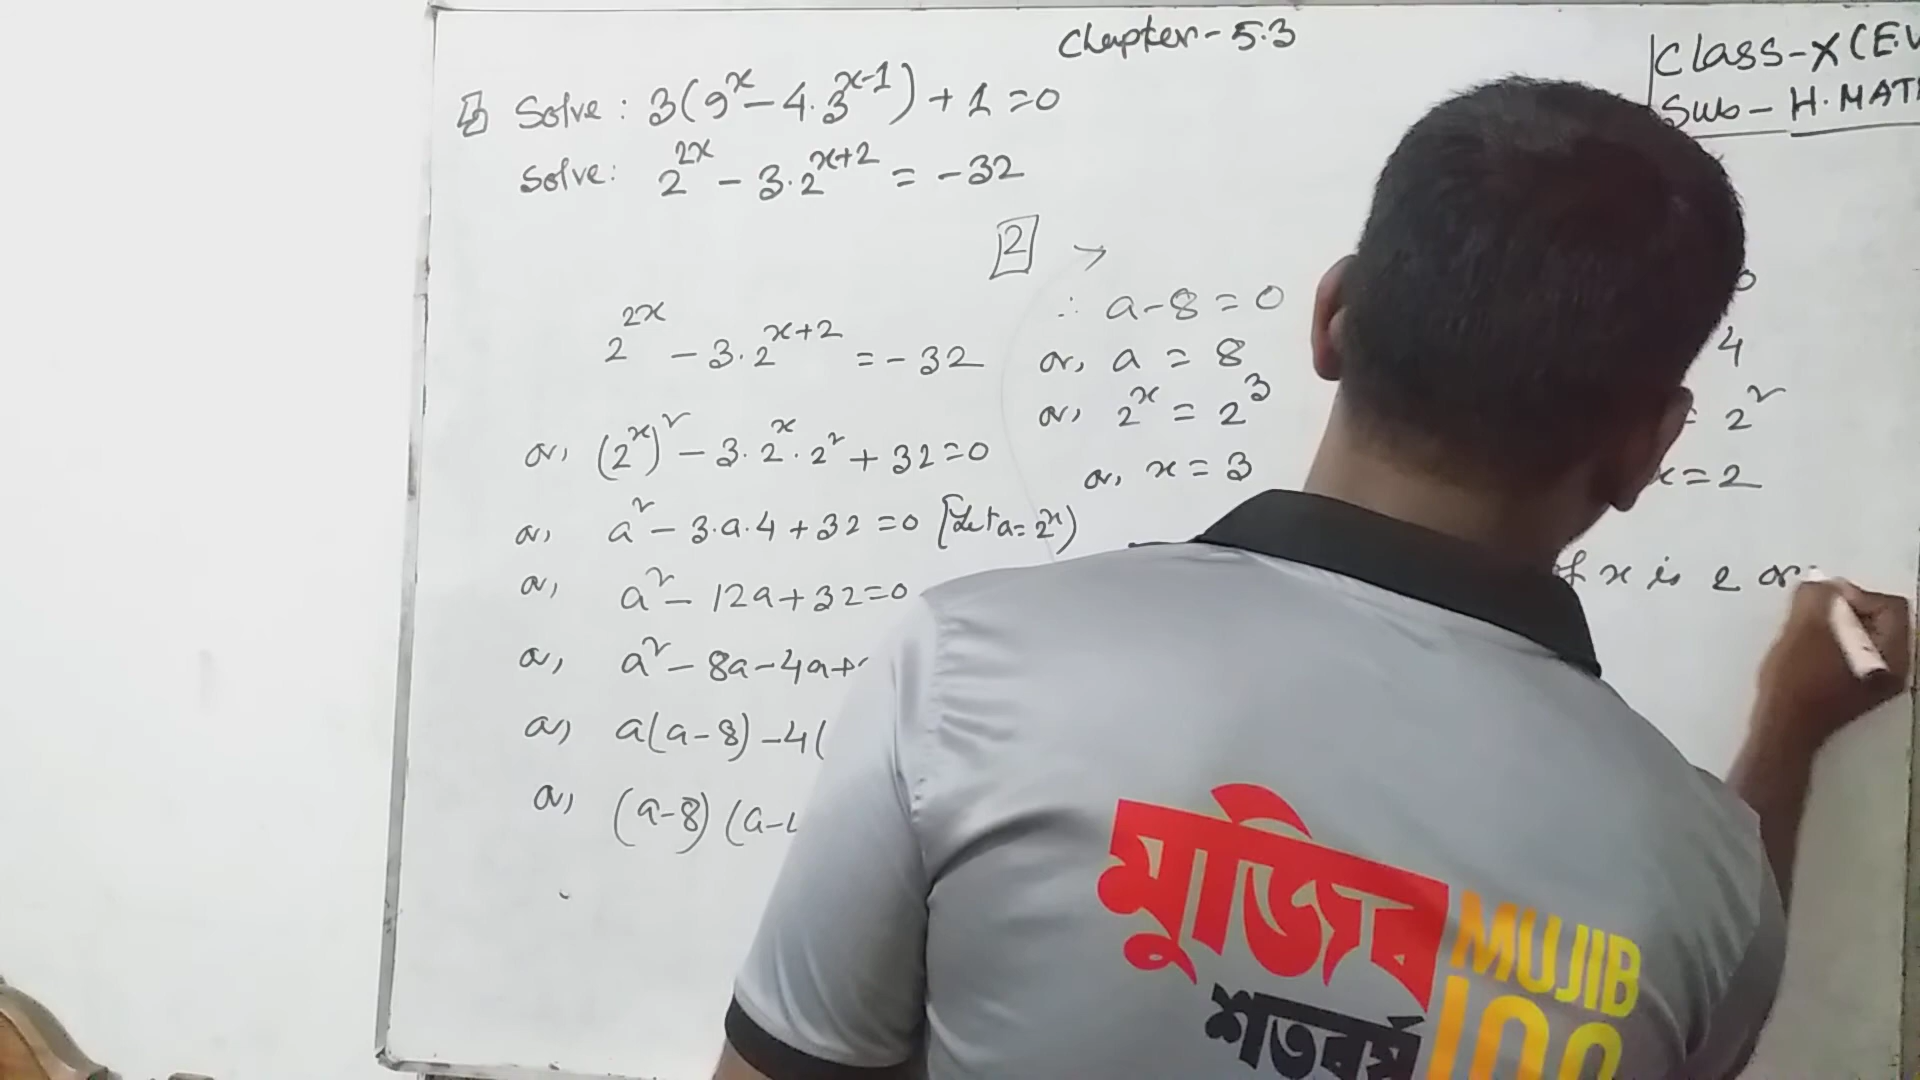 Chapter - 5.3
Class - X (E.V
Sub - H. MATH
Solve : 3(9^x - 4.3^(x-1)) + 1 = 0
Solve: 2^(2x) - 3.2^(x+2) = -32
2 →
2^(2x) - 3.2^(x+2) = -32
or, (2^x)^2 - 3.2^x.2^2 + 32 = 0
or, a^2 - 3.a.4 + 32 = 0 [Let a = 2^x)
or, a^2 - 12a + 32 = 0
or, a^2 - 8a - 4a +
or, a(a-8) - 4(
or, (a-8) (a-
∴ a - 8 = 0
or, a = 8
or, 2^x = 2^3
or, x = 3
4
= 2^2
x = 2
of x is 2 or
মুজিব
শতবর্ষ
MUJIB
100